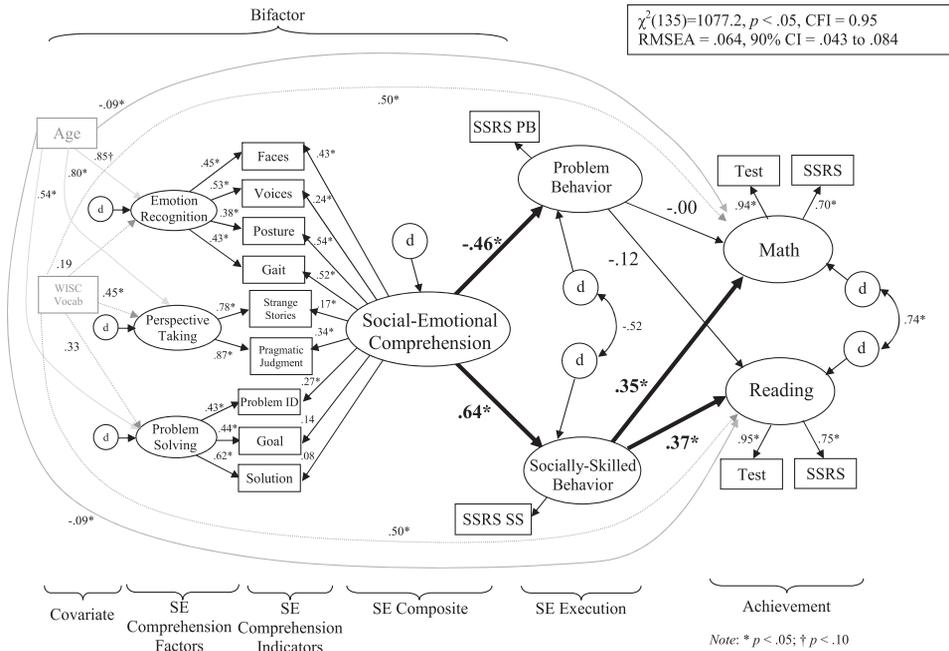 Bifactor
χ²(135)=1077.2, p < .05, CFI = 0.95
RMSEA = .064, 90% CI = .043 to .084
-.09*
.50*
Age
.85†
.80*
.54*
.19
WISC
Vocab
.45*
.33
d
Emotion
Recognition
.45*
.53*
.38*
.43*
Faces
Voices
Posture
Gait
.43*
.24*
.54*
.52*
d
Perspective
Taking
.78*
.87*
Strange
Stories
Pragmatic
Judgment
.17*
.34*
d
Problem
Solving
.43*
.44*
.62*
Problem ID
Goal
Solution
.27*
.14
.08
d
Social-Emotional
Comprehension
-.46*
.64*
SSRS PB
Problem
Behavior
d
-.52
d
Socially-Skilled
Behavior
SSRS SS
-.00
-.12
.35*
.37*
Test
SSRS
.94*
.70*
Math
d
.74*
d
Reading
.95*
.75*
Test
SSRS
-.09*
.50*
Covariate
SE
Comprehension
Factors
SE
Comprehension
Indicators
SE Composite
SE Execution
Achievement
Note: * p < .05; † p < .10